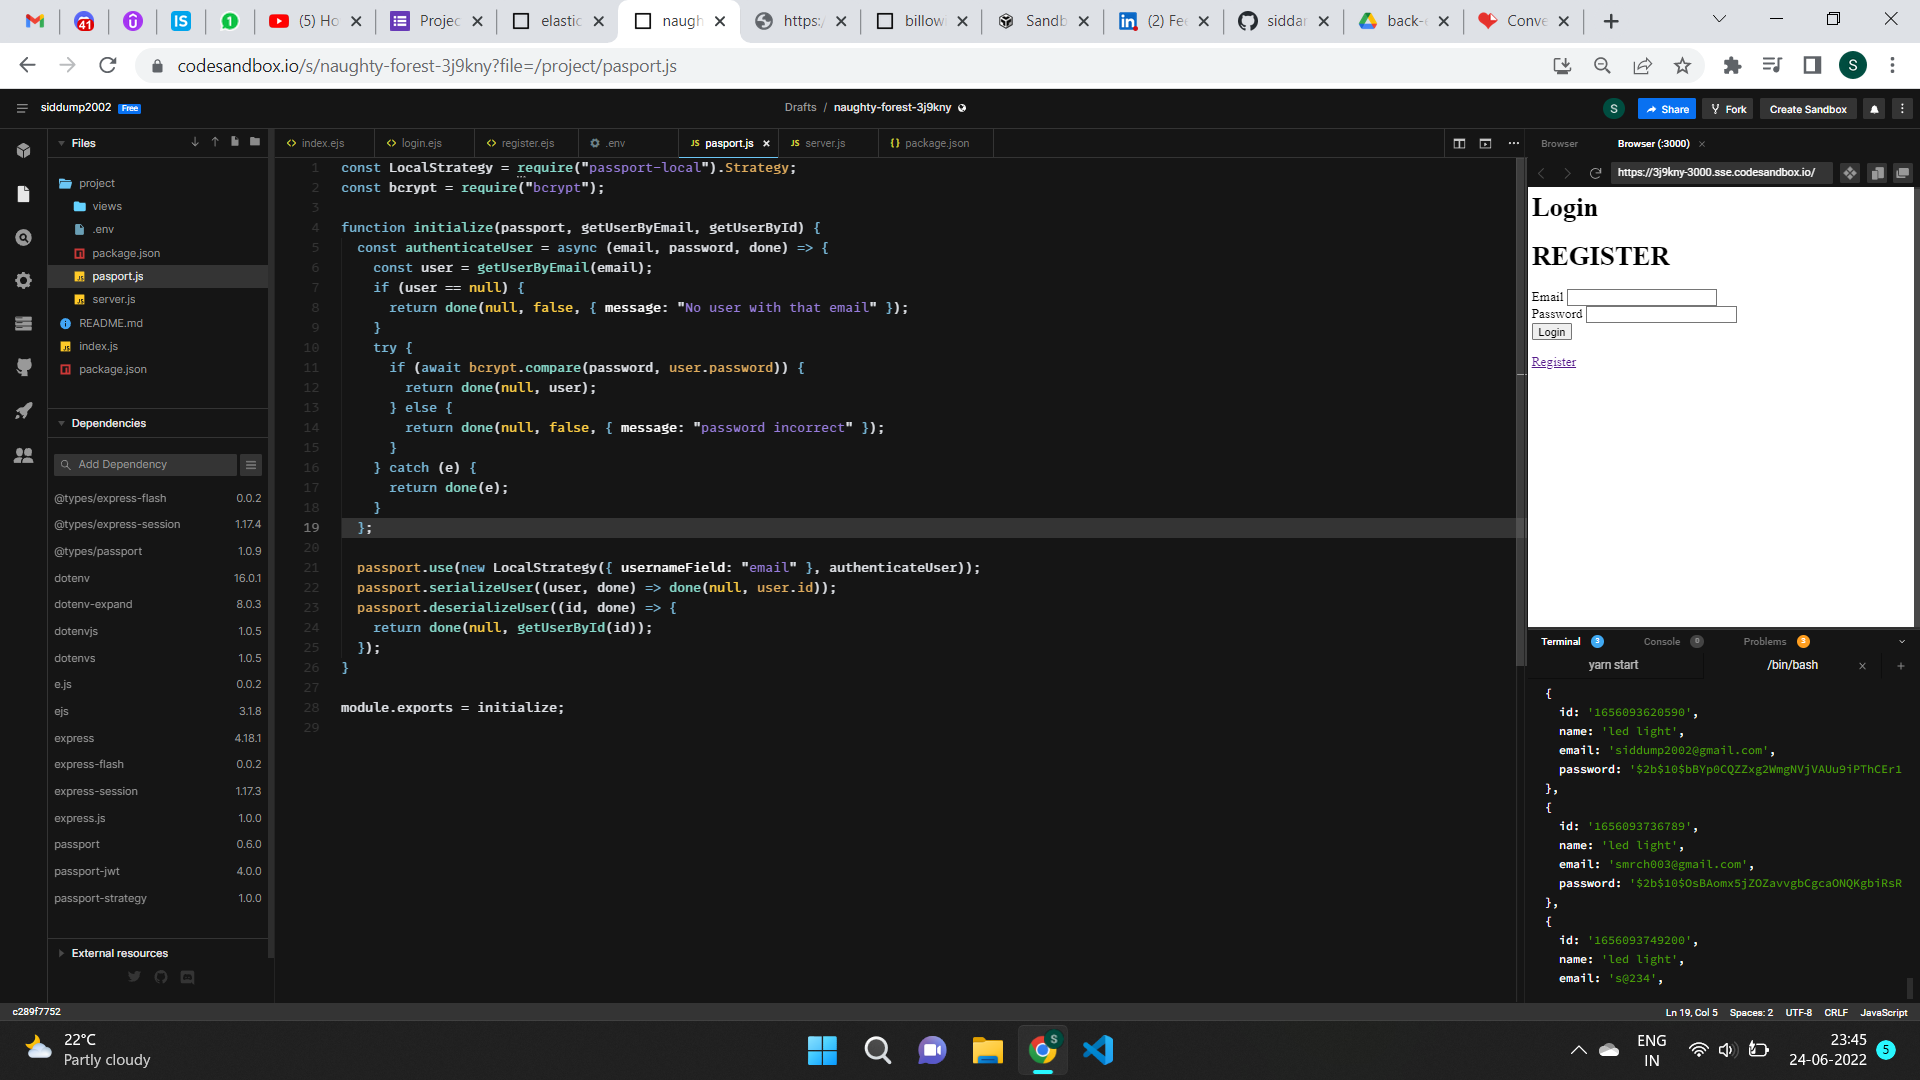 41
IS
1
(5) Ho
Projec
elastic
naugh
https:/
billow
Sandb
(2) Fee
siddar
back-
Conve
codesandbox.io/s/naughty-forest-3j9kny?file=/project/pasport.js
S
siddump2002 Free
Drafts / naughty-forest-3j9kny
S Share Fork Create Sandbox
Files
project
views
.env
package.json
pasport.js
server.js
README.md
index.js
package.json
Dependencies
Add Dependency
@types/express-flash 0.0.2
@types/express-session 1.17.4
@types/passport 1.0.9
dotenv 16.0.1
dotenv-expand 8.0.3
dotenvjs 1.0.5
dotenvs 1.0.5
e.js 0.0.2
ejs 3.1.8
express 4.18.1
express-flash 0.0.2
express-session 1.17.3
express.js 1.0.0
passport 0.6.0
passport-jwt 4.0.0
passport-strategy 1.0.0
External resources
index.ejs
login.ejs
register.ejs
.env
JS pasport.js
JS server.js
{} package.json
1 const LocalStrategy = require("passport-local").Strategy;
2 const bcrypt = require("bcrypt");
3
4 function initialize(passport, getUserByEmail, getUserById) {
5 const authenticateUser = async (email, password, done) => {
6 const user = getUserByEmail(email);
7 if (user == null) {
8 return done(null, false, { message: "No user with that email" });
9 }
10 try {
11 if (await bcrypt.compare(password, user.password)) {
12 return done(null, user);
13 } else {
14 return done(null, false, { message: "password incorrect" });
15 }
16 } catch (e) {
17 return done(e);
18 }
19 };
20
21 passport.use(new LocalStrategy({ usernameField: "email" }, authenticateUser));
22 passport.serializeUser((user, done) => done(null, user.id));
23 passport.deserializeUser((id, done) => {
24 return done(null, getUserById(id));
25 });
26 }
27
28 module.exports = initialize;
29
Browser
Browser (:3000)
https://3j9kny-3000.sse.codesandbox.io/
Login
REGISTER
Email
Password
Login
Register
Terminal 3 Console 6 Problems 3
yarn start
/bin/bash
{
id: '1656093620590',
name: 'led light',
email: 'siddump2002@gmail.com',
password: '$2b$10$bBYp0CQZZxg2WmgNVjVAUu9iPThCEr1
},
{
id: '1656093736789',
name: 'led light',
email: 'smrch003@gmail.com',
password: '$2b$10$OsBAomx5jZOZavvgbCgcaONQKgbiRsR
},
{
id: '1656093749200',
name: 'led light',
email: 's@234',
c289f7752
Ln 19, Col 5 Spaces: 2 UTF-8 CRLF JavaScript
22°C
Partly cloudy
S
ENG
IN
23:45
24-06-2022
5